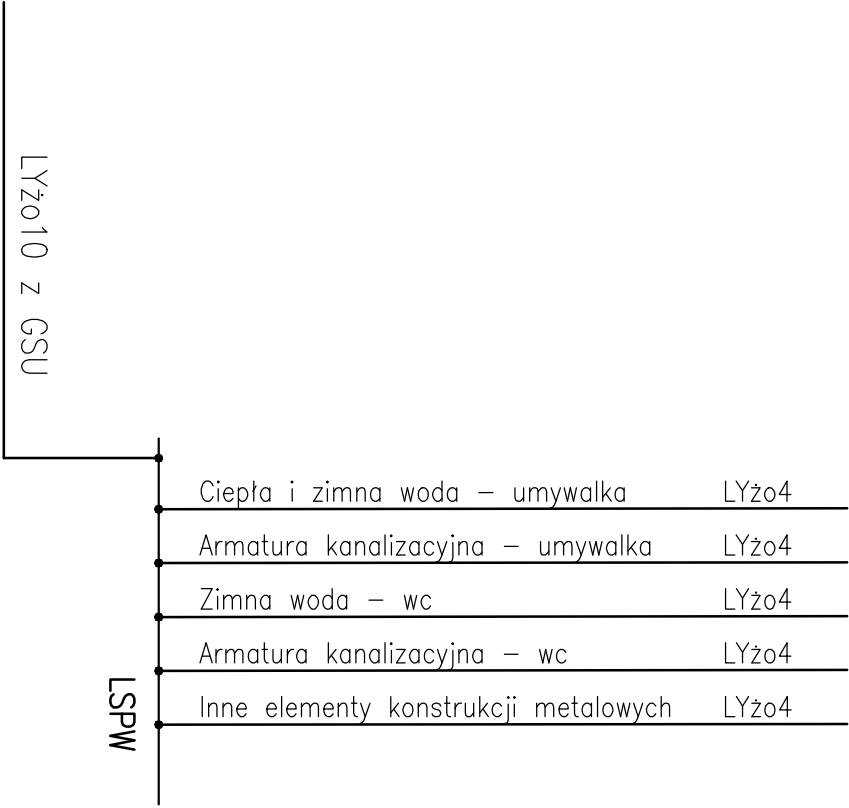 LYżo10 z GSU
Ciepła i zimna woda – umywalka LYżo4
Armatura kanalizacyjna – umywalka LYżo4
Zimna woda – wc LYżo4
Armatura kanalizacyjna – wc LYżo4
Inne elementy konstrukcji metalowych LYżo4
LSPW